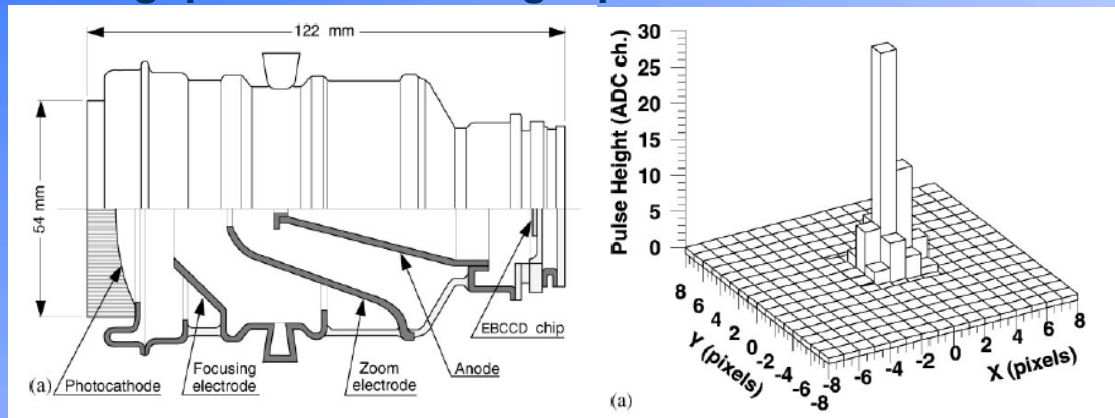 122 mm
54 mm
EBCCD chip
Anode
Zoom
electrode
Focusing
electrode
Photocathode
(a)
Pulse Height (ADC ch.)
30
25
20
15
10
5
0
8 6 4 2 0 -2 -4 -6 -8
Y (pixels)
-8 -6 -4 -2 0 2 4 6 8
X (pixels)
(a)